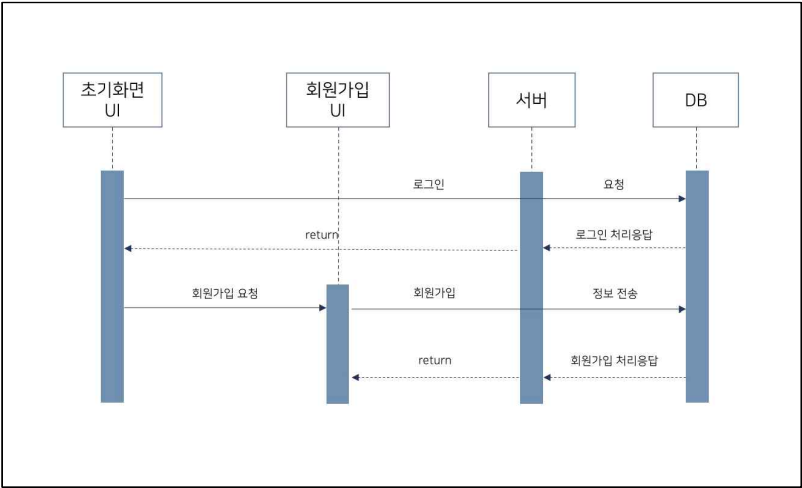 초기화면
UI
회원가입
UI
서버
DB
로그인
요청
return
로그인 처리응답
회원가입 요청
회원가입
정보 전송
return
회원가입 처리응답